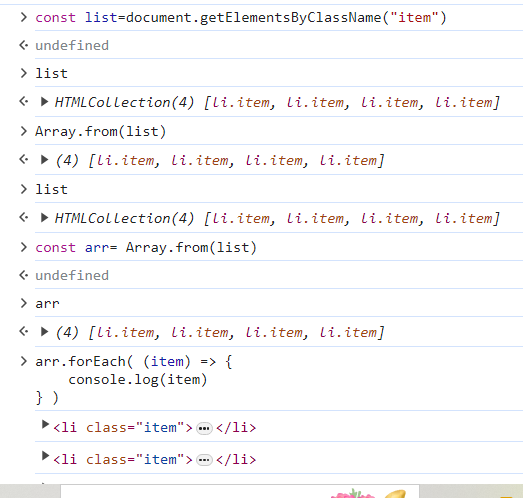 const list=document.getElementsByClassName("item")
undefined
list
HTMLCollection(4) [li.item, li.item, li.item, li.item]
Array.from(list)
(4) [li.item, li.item, li.item, li.item]
list
HTMLCollection(4) [li.item, li.item, li.item, li.item]
const arr= Array.from(list)
undefined
arr
(4) [li.item, li.item, li.item, li.item]
arr.forEach( (item) => {
console.log(item)
} )
<li class="item">…</li>
<li class="item">…</li>